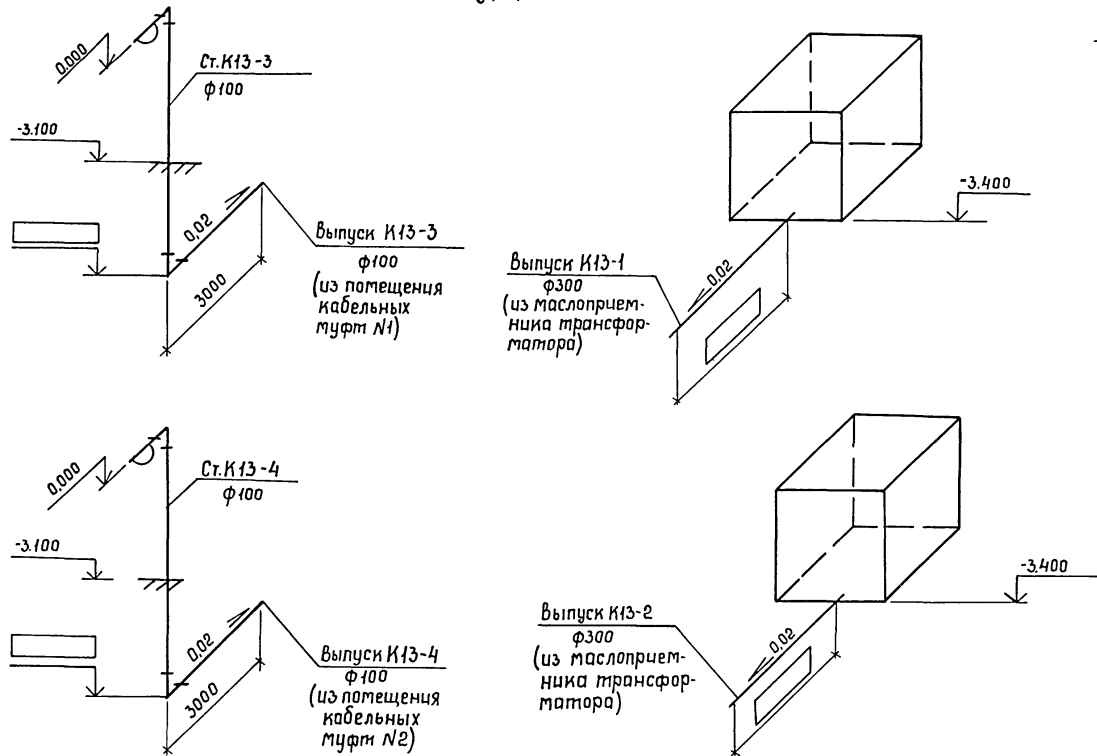 0.000
Ст.К13-3
ф100
-3.100
0,02
3000
Выпуск К13-3
ф100
(из помещения
кабельных
муфт N1)
-3.400
Выпуск К13-1
ф300
(из маслоприем-
ника трансфор-
матора)
0,02
0.000
Ст.К13-4
ф100
-3.100
0,02
3000
Выпуск К13-4
ф100
(из помещения
кабельных
муфт N2)
-3.400
Выпуск К13-2
ф300
(из маслоприем-
ника трансфор-
матора)
0,02